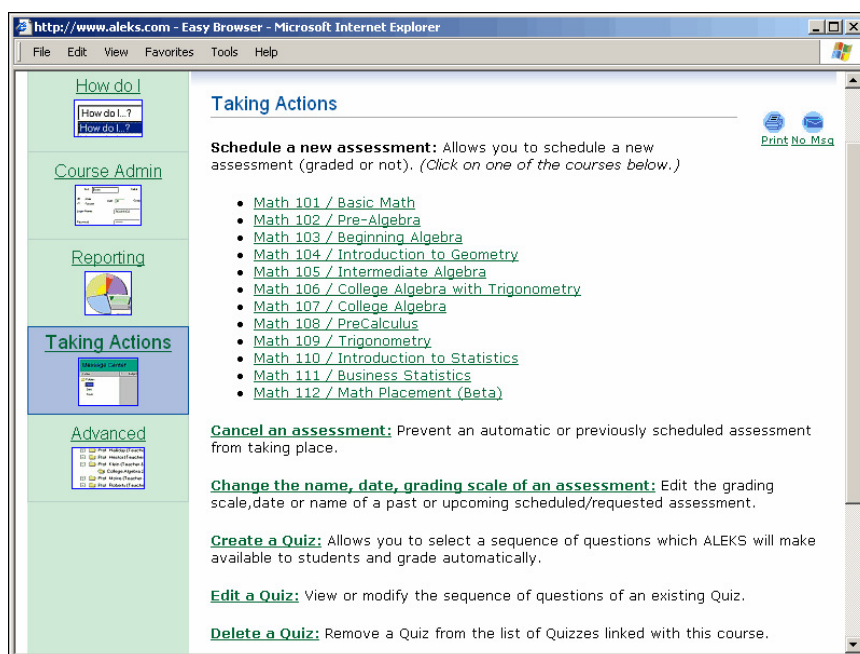 http://www.aleks.com - Easy Browser - Microsoft Internet Explorer
File Edit View Favorites Tools Help
How do I
How do I...?
How do I...?
Course Admin
Reporting
Taking Actions
Message Center
Advanced
Taking Actions
Print No Msg
Schedule a new assessment: Allows you to schedule a new
assessment (graded or not). (Click on one of the courses below.)
• Math 101 / Basic Math
• Math 102 / Pre-Algebra
• Math 103 / Beginning Algebra
• Math 104 / Introduction to Geometry
• Math 105 / Intermediate Algebra
• Math 106 / College Algebra with Trigonometry
• Math 107 / College Algebra
• Math 108 / PreCalculus
• Math 109 / Trigonometry
• Math 110 / Introduction to Statistics
• Math 111 / Business Statistics
• Math 112 / Math Placement (Beta)
Cancel an assessment: Prevent an automatic or previously scheduled assessment
from taking place.
Change the name, date, grading scale of an assessment: Edit the grading
scale,date or name of a past or upcoming scheduled/requested assessment.
Create a Quiz: Allows you to select a sequence of questions which ALEKS will make
available to students and grade automatically.
Edit a Quiz: View or modify the sequence of questions of an existing Quiz.
Delete a Quiz: Remove a Quiz from the list of Quizzes linked with this course.